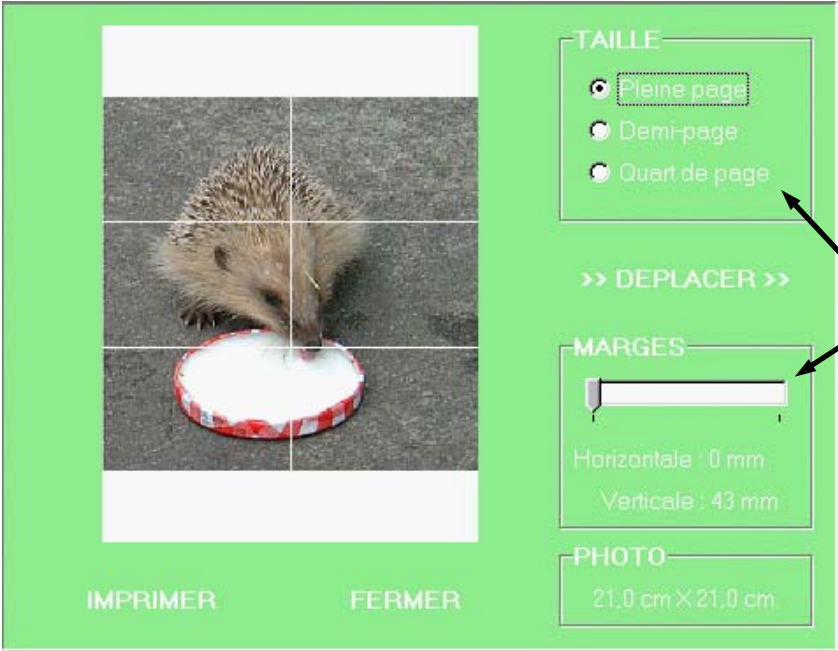 TAILLE
Pleine page
Demi-page
Quart de page
>> DEPLACER >>
MARGES
Horizontale : 0 mm
Verticale : 43 mm
PHOTO
21,0 cm X 21,0 cm
IMPRIMER
FERMER